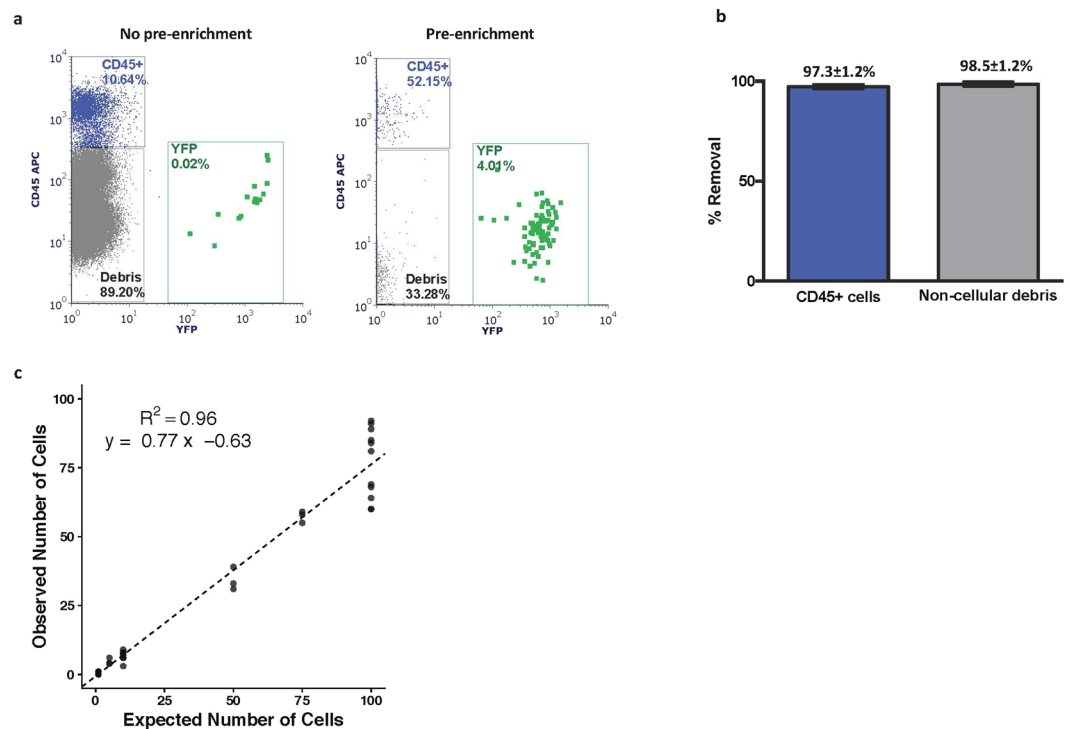 a
No pre-enrichment
CD45+
10.64%
YFP
0.02%
Debris
89.20%
CD45 APC
10^4
10^3
10^2
10^1
10^0
10^0 10^1 10^2 10^3 10^4
YFP
Pre-enrichment
CD45+
52.15%
YFP
4.01%
Debris
33.28%
CD45 APC
10^4
10^3
10^2
10^1
10^0
10^0 10^1 10^2 10^3 10^4
YFP
b
97.3±1.2% 98.5±1.2%
% Removal
100
50
0
CD45+ cells Non-cellular debris
c
R^2 = 0.96
y = 0.77 x −0.63
Observed Number of Cells
100
75
50
25
0
0 25 50 75 100
Expected Number of Cells